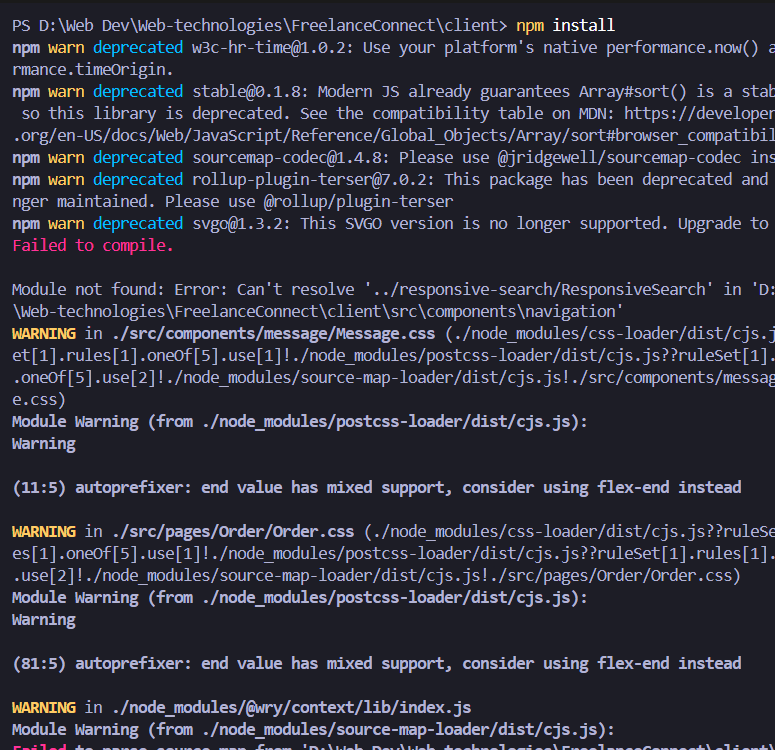 PS D:\Web Dev\Web-technologies\FreelanceConnect\client> npm install
npm warn deprecated w3c-hr-time@1.0.2: Use your platform's native performance.now() a
rmance.timeOrigin.
npm warn deprecated stable@0.1.8: Modern JS already guarantees Array#sort() is a stab
so this library is deprecated. See the compatibility table on MDN: https://developer
.org/en-US/docs/Web/JavaScript/Reference/Global_Objects/Array/sort#browser_compatibil
npm warn deprecated sourcemap-codec@1.4.8: Please use @jridgewell/sourcemap-codec ins
npm warn deprecated rollup-plugin-terser@7.0.2: This package has been deprecated and
nger maintained. Please use @rollup/plugin-terser
npm warn deprecated svgo@1.3.2: This SVGO version is no longer supported. Upgrade to
Failed to compile.
Module not found: Error: Can't resolve '../responsive-search/ResponsiveSearch' in 'D:
\Web-technologies\FreelanceConnect\client\src\components\navigation'
WARNING in ./src/components/message/Message.css (./node_modules/css-loader/dist/cjs.j
et[1].rules[1].oneOf[5].use[1]!./node_modules/postcss-loader/dist/cjs.js??ruleSet[1].
.oneOf[5].use[2]!./node_modules/source-map-loader/dist/cjs.js!./src/components/messag
e.css)
Module Warning (from ./node_modules/postcss-loader/dist/cjs.js):
Warning
(11:5) autoprefixer: end value has mixed support, consider using flex-end instead
WARNING in ./src/pages/Order/Order.css (./node_modules/css-loader/dist/cjs.js??ruleSe
es[1].oneOf[5].use[1]!./node_modules/postcss-loader/dist/cjs.js??ruleSet[1].rules[1].
.use[2]!./node_modules/source-map-loader/dist/cjs.js!./src/pages/Order/Order.css)
Module Warning (from ./node_modules/postcss-loader/dist/cjs.js):
Warning
(81:5) autoprefixer: end value has mixed support, consider using flex-end instead
WARNING in ./node_modules/@wry/context/lib/index.js
Module Warning (from ./node_modules/source-map-loader/dist/cjs.js):